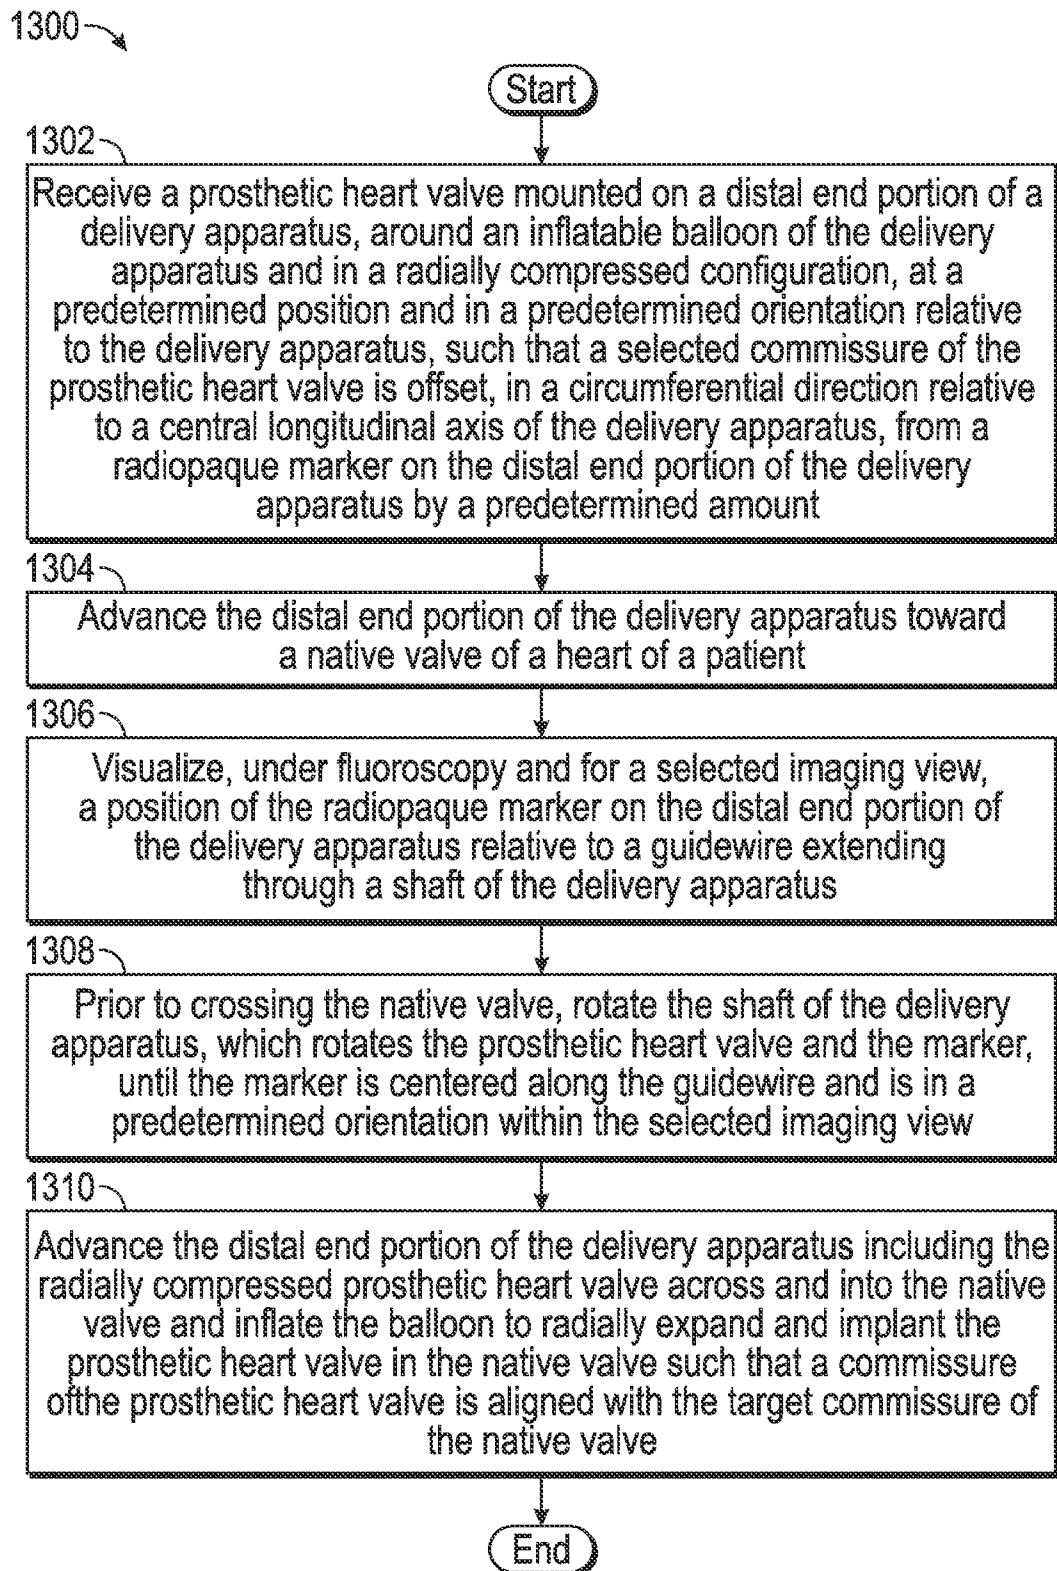 1300
Start
1302
Receive a prosthetic heart valve mounted on a distal end portion of a
delivery apparatus, around an inflatable balloon of the delivery
apparatus and in a radially compressed configuration, at a
predetermined position and in a predetermined orientation relative
to the delivery apparatus, such that a selected commissure of the
prosthetic heart valve is offset, in a circumferential direction relative
to a central longitudinal axis of the delivery apparatus, from a
radiopaque marker on the distal end portion of the delivery
apparatus by a predetermined amount
1304
Advance the distal end portion of the delivery apparatus toward
a native valve of a heart of a patient
1306
Visualize, under fluoroscopy and for a selected imaging view,
a position of the radiopaque marker on the distal end portion of
the delivery apparatus relative to a guidewire extending
through a shaft of the delivery apparatus
1308
Prior to crossing the native valve, rotate the shaft of the delivery
apparatus, which rotates the prosthetic heart valve and the marker,
until the marker is centered along the guidewire and is in a
predetermined orientation within the selected imaging view
1310
Advance the distal end portion of the delivery apparatus including the
radially compressed prosthetic heart valve across and into the native
valve and inflate the balloon to radially expand and implant the
prosthetic heart valve in the native valve such that a commissure
ofthe prosthetic heart valve is aligned with the target commissure of
the native valve
End